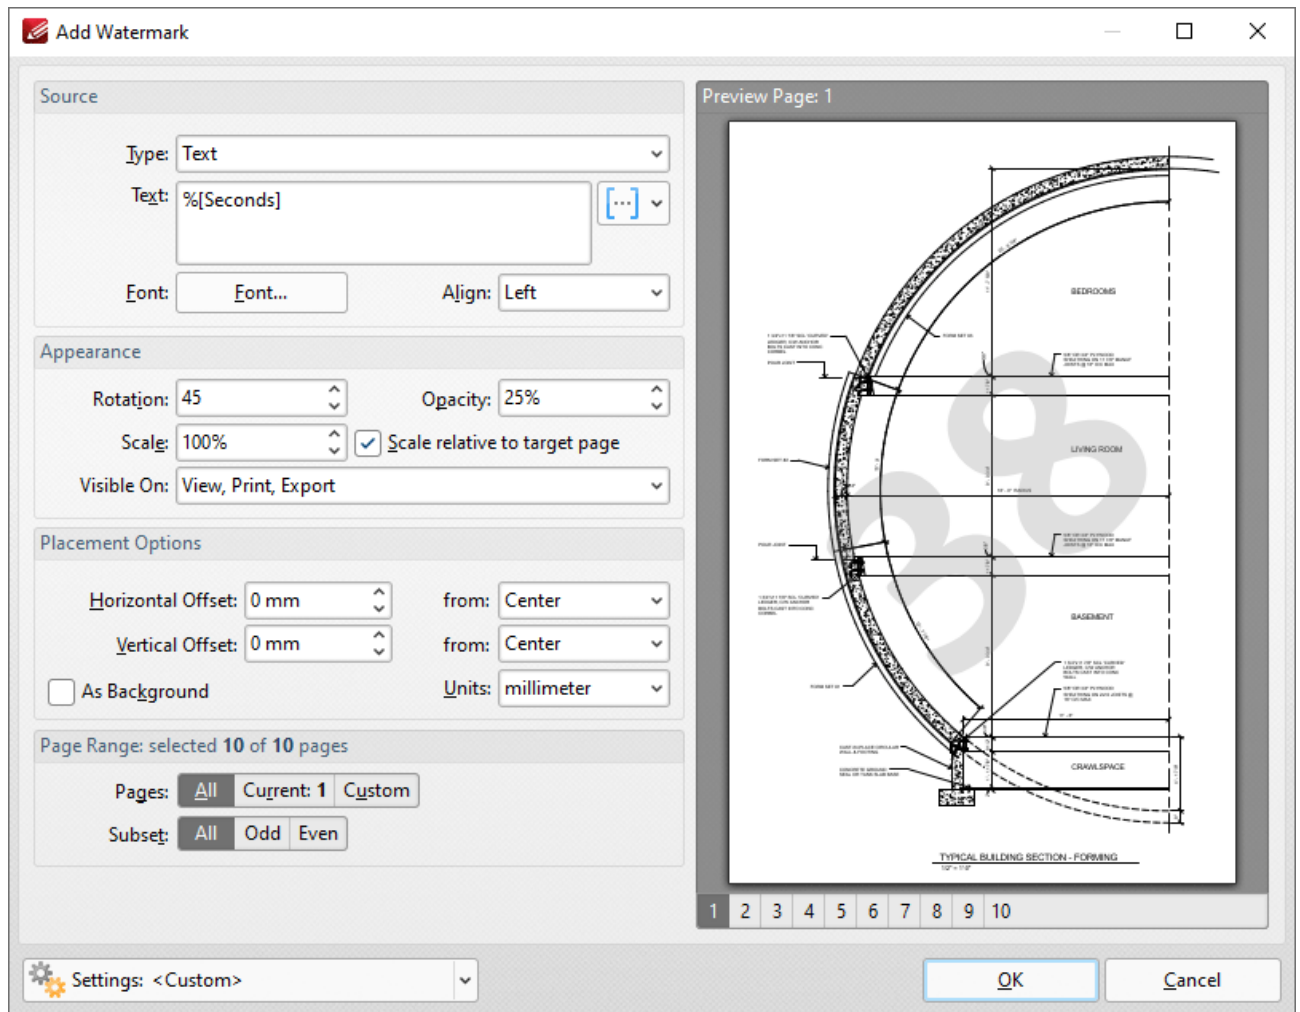 Add Watermark
Source
Type: Text
Text: %[Seconds]
Font: Font... Align: Left
Appearance
Rotation: 45 Opacity: 25%
Scale: 100% Scale relative to target page
Visible On: View, Print, Export
Placement Options
Horizontal Offset: 0 mm from: Center
Vertical Offset: 0 mm from: Center
As Background Units: millimeter
Page Range: selected 10 of 10 pages
Pages: All Current: 1 Custom
Subset: All Odd Even
Settings: <Custom>
Preview Page: 1
BEDROOMS
38
LIVING ROOM
BASEMENT
CRAWLSPACE
TYPICAL BUILDING SECTION - FORMING
1 2 3 4 5 6 7 8 9 10
OK Cancel